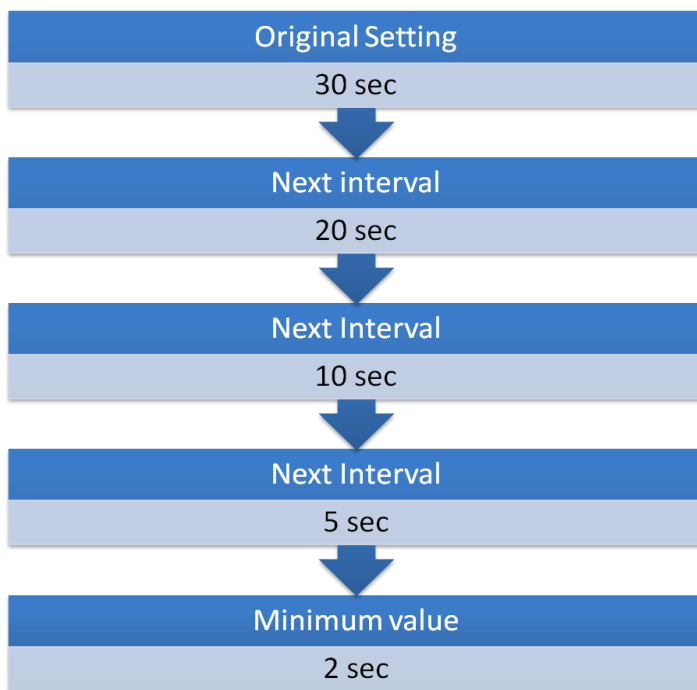 Original Setting
30 sec
Next interval
20 sec
Next Interval
10 sec
Next Interval
5 sec
Minimum value
2 sec